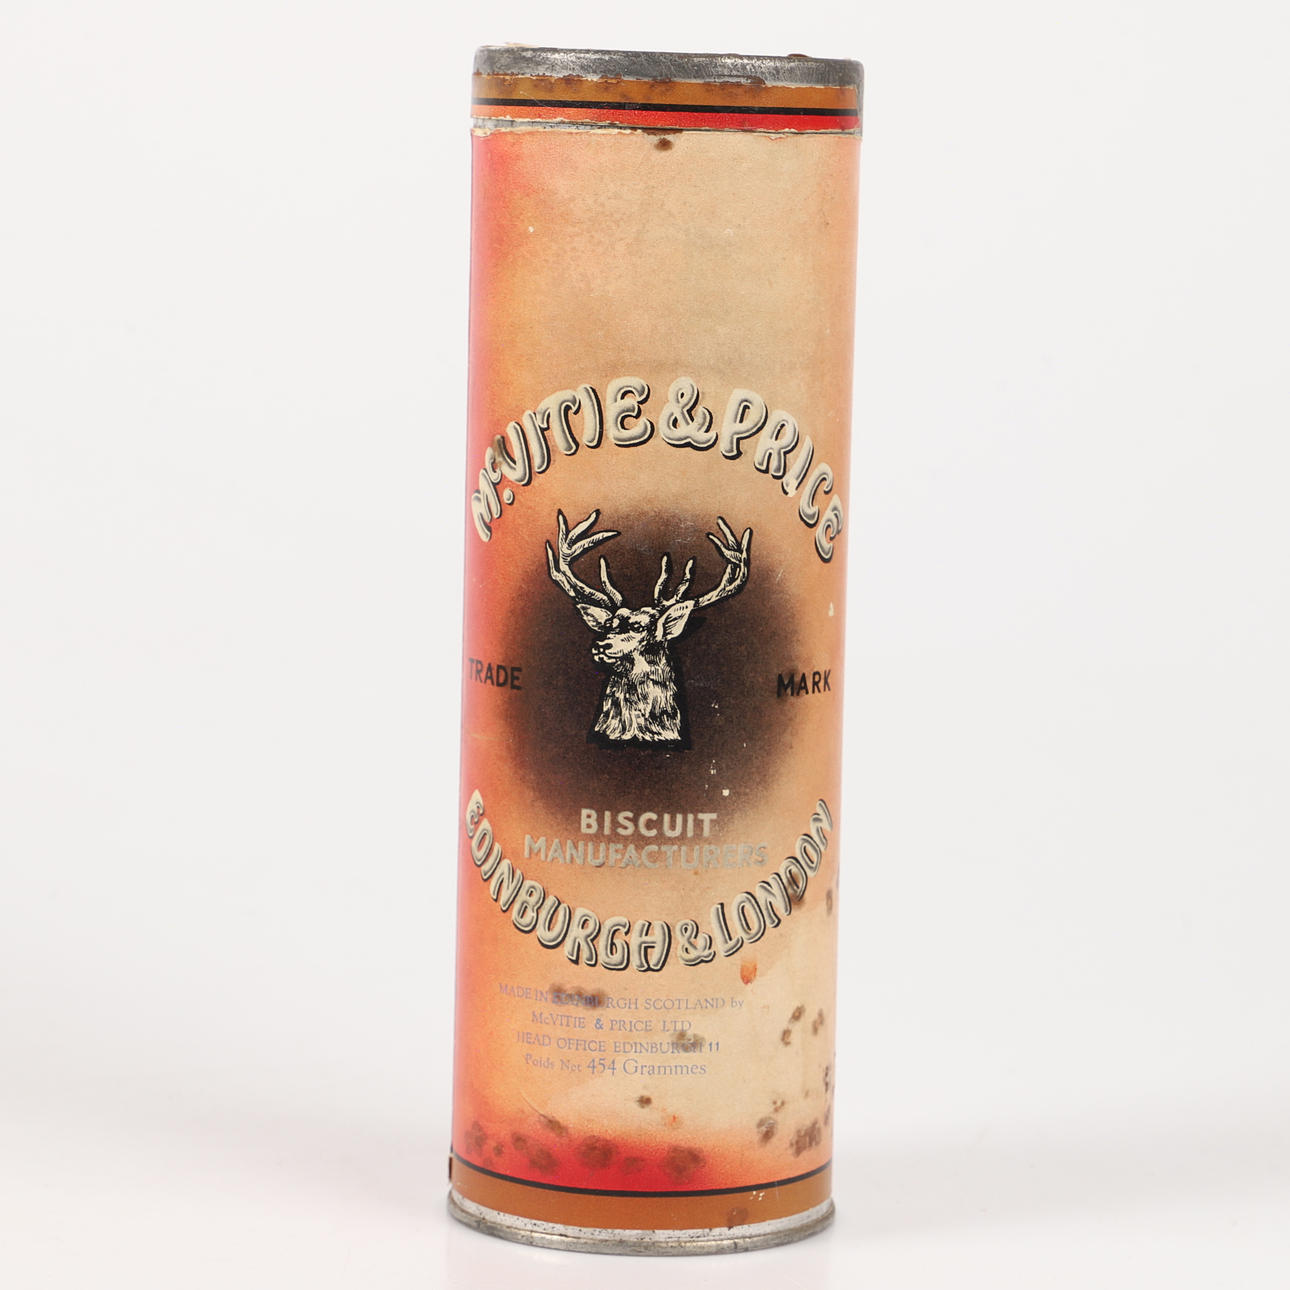 McVITIE & PRICE
TRADE MARK
BISCUIT
MANUFACTURERS
EDINBURGH & LONDON
MADE IN EDINBURGH SCOTLAND by
McVITIE & PRICE LTD
HEAD OFFICE EDINBURGH 11
Poids Net 454 Grammes